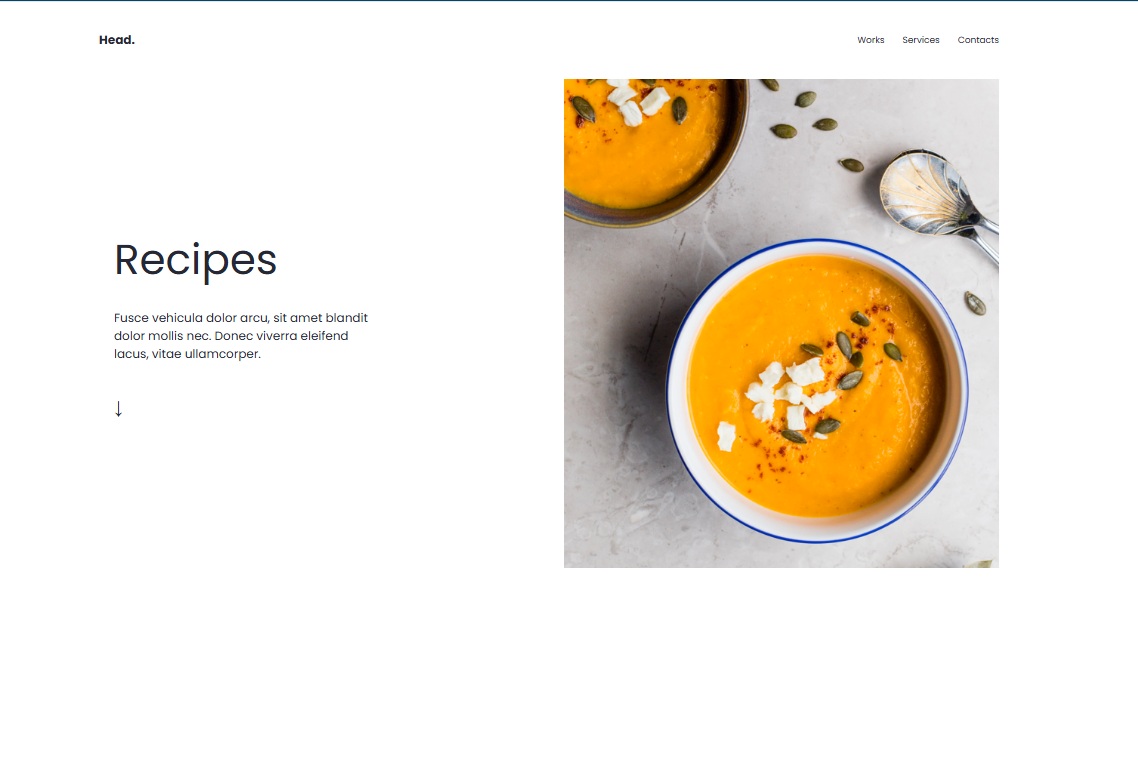 Head.
Works Services Contacts
Recipes
Fusce vehicula dolor arcu, sit amet blandit
dolor mollis nec. Donec viverra eleifend
lacus, vitae ullamcorper.
↓